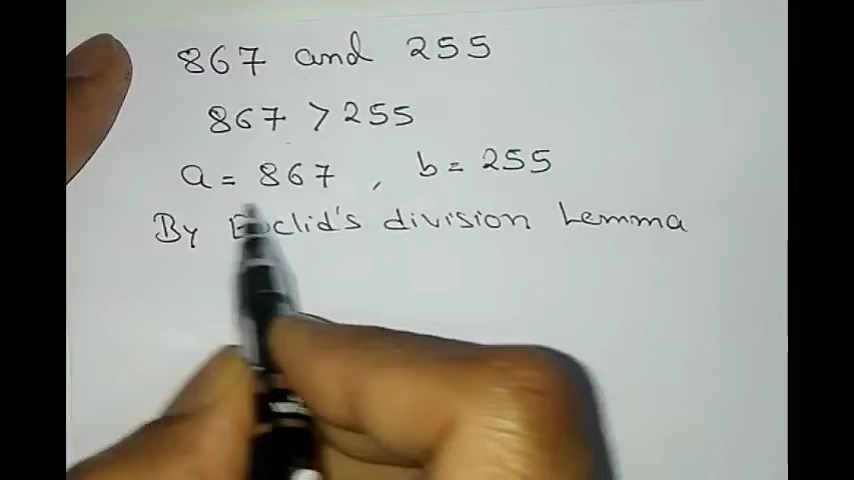 867 and 255
867 > 255
a = 867 , b = 255
By Euclid's division Lemma